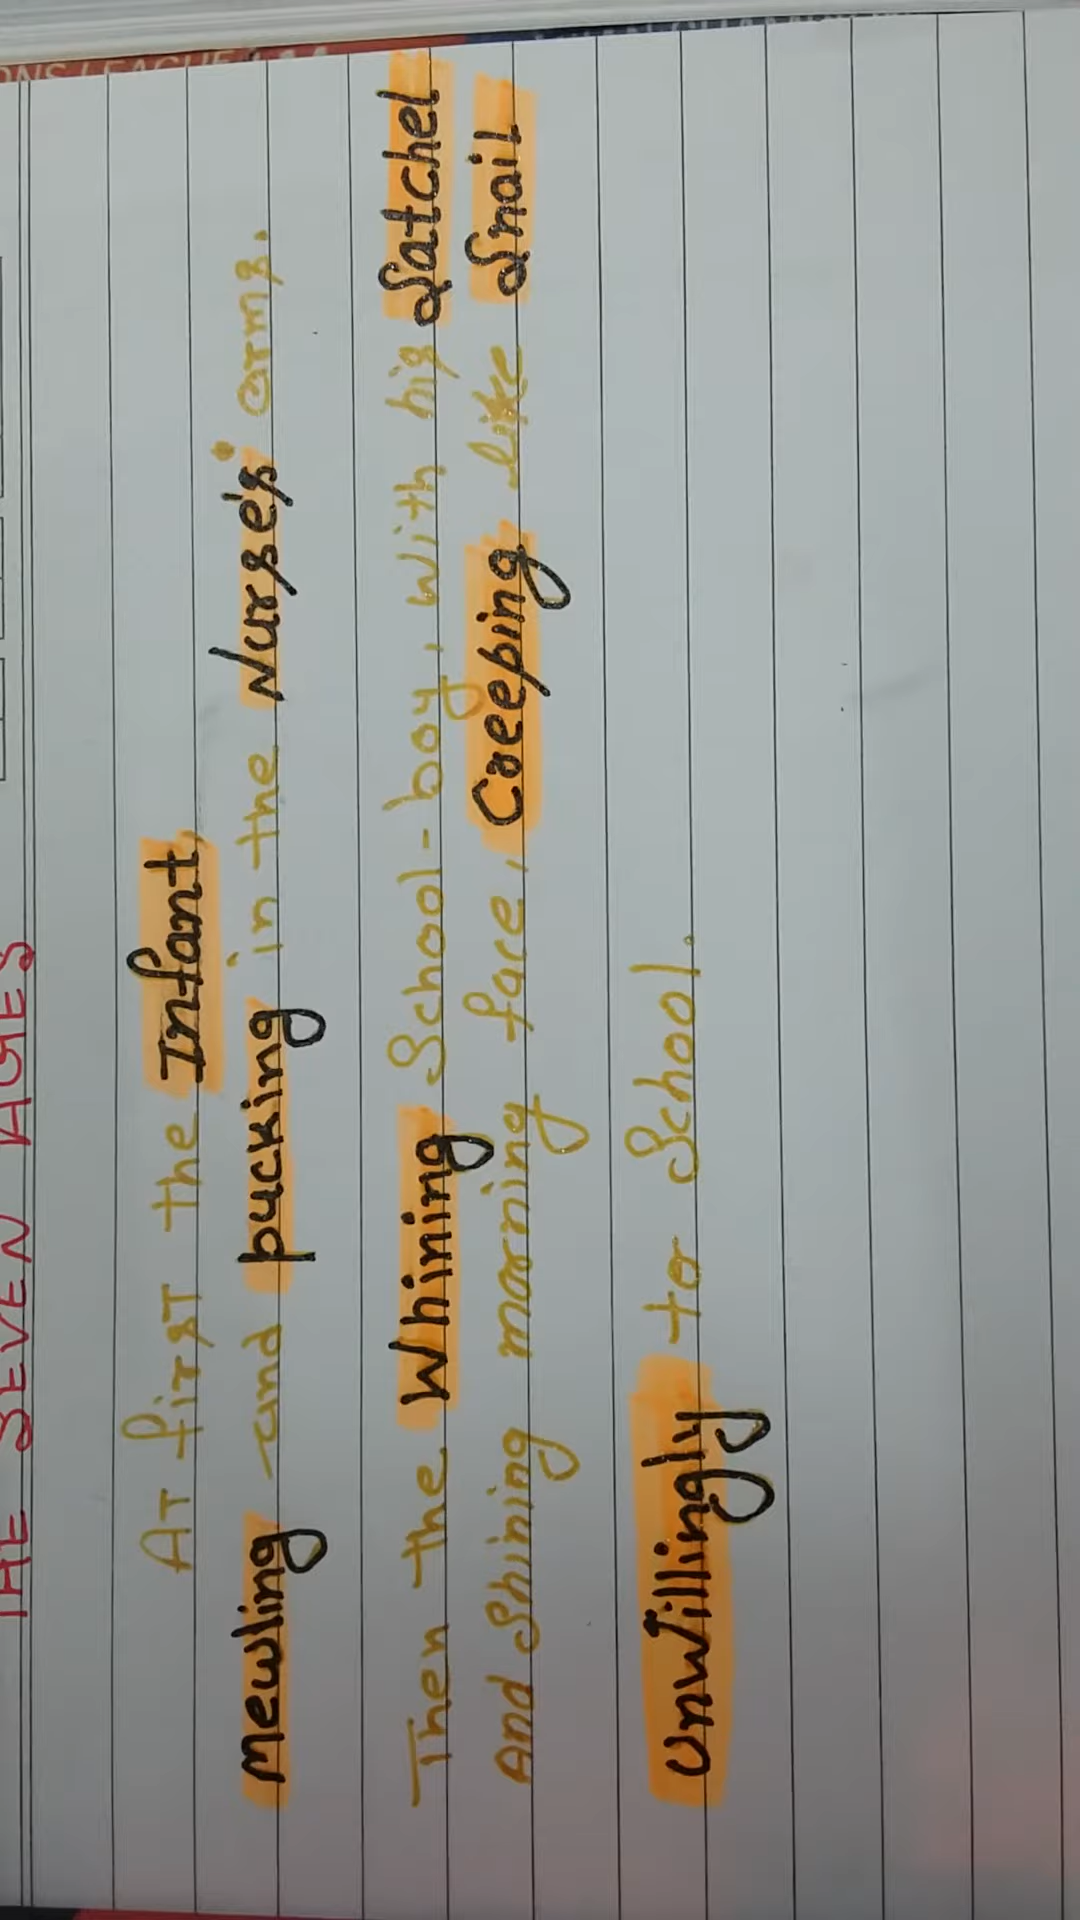 THE SEVEN AGES
At first the Infant,
Mewling and pucking in the Nurse's arms.
Then the Whining School-boy, with his Satchel
And Shining morning face, Creeping like Snail
Unwillingly to School.